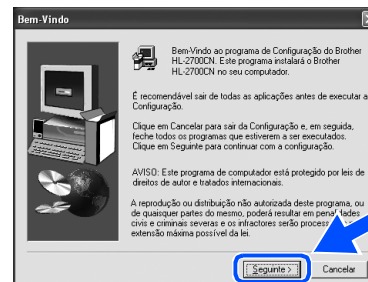 Bem-Vindo
Bem-Vindo ao programa de Configuração do Brother
HL-2700CN. Este programa instalará o Brother
HL-2700CN no seu computador.
É recomendável sair de todas as aplicações antes de executar a
Configuração.
Clique em Cancelar para sair da Configuração e, em seguida,
feche todos os programas que estiverem a ser executados.
Clique em Seguinte para continuar com a configuração.
AVISO: Este programa de computador está protegido por leis de
direitos de autor e tratados internacionais.
A reprodução ou distribuição não autorizada deste programa, ou
de quaisquer partes do mesmo, poderá resultar em penalidades
civis e criminais severas e os infractores serão
extensão máxima possível da lei.
Seguinte >
Cancelar